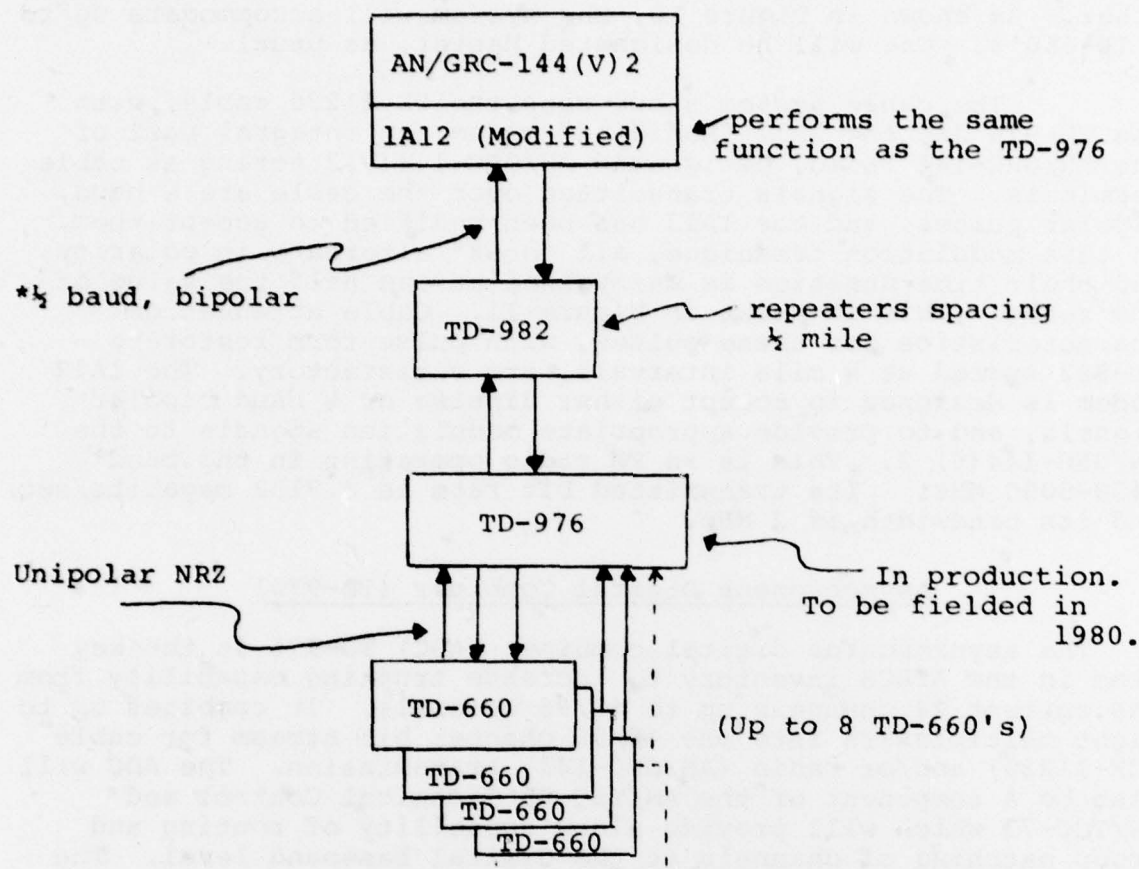 AN/GRC-144(V)2
1A12 (Modified)
performs the same
function as the TD-976
*½ baud, bipolar
TD-982
repeaters spacing
½ mile
TD-976
Unipolar NRZ
In production.
To be fielded in
1980.
TD-660
(Up to 8 TD-660's)
TD-660
TD-660
TD-660